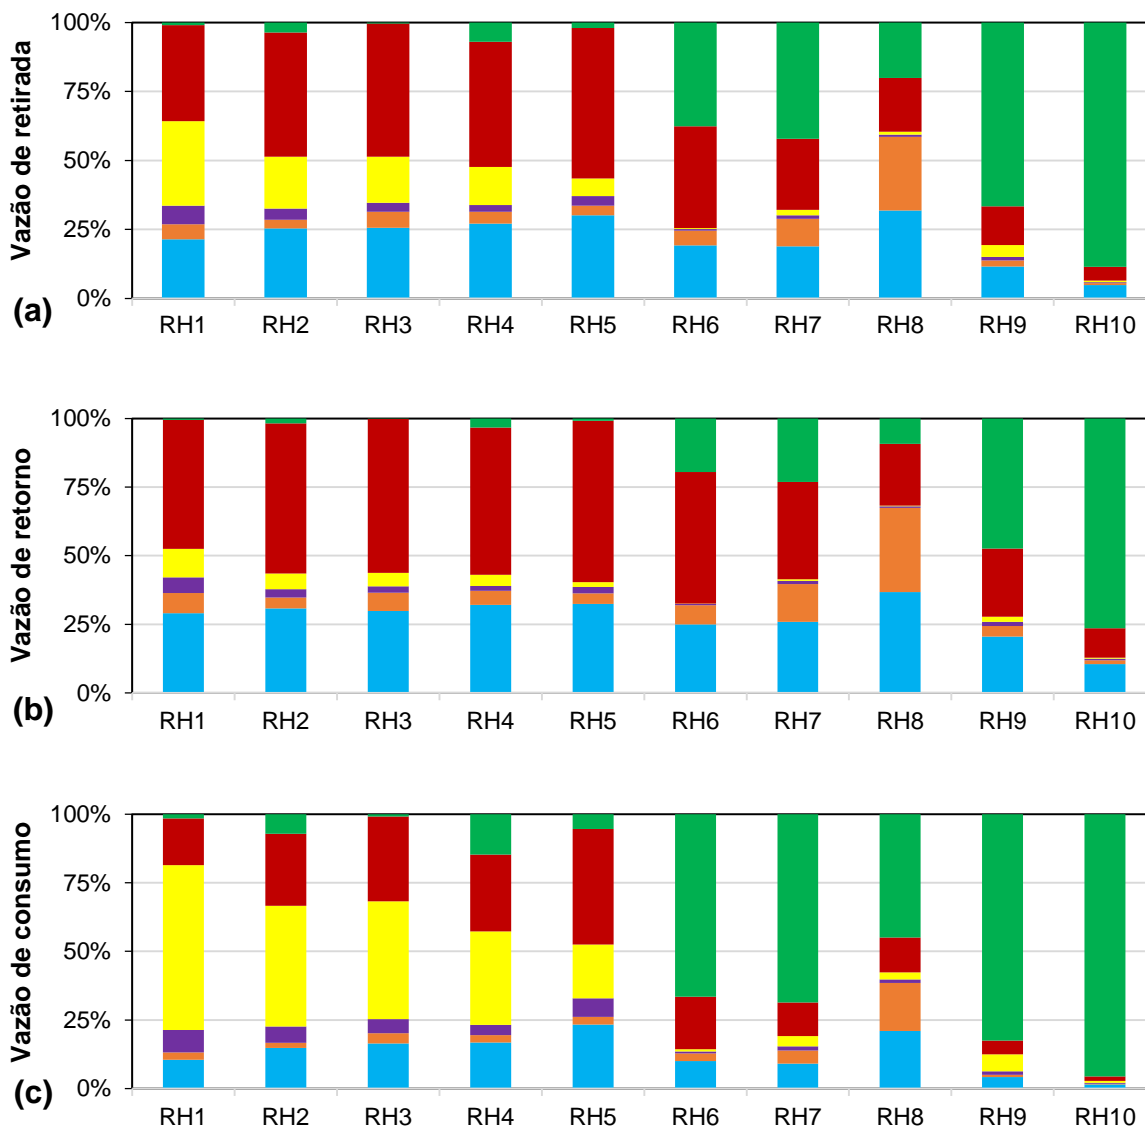 100%
75%
50%
25%
0%
Vazão de retirada
(a)
RH1 RH2 RH3 RH4 RH5 RH6 RH7 RH8 RH9 RH10
100%
75%
50%
25%
0%
Vazão de retorno
(b)
RH1 RH2 RH3 RH4 RH5 RH6 RH7 RH8 RH9 RH10
100%
75%
50%
25%
0%
Vazão de consumo
(c)
RH1 RH2 RH3 RH4 RH5 RH6 RH7 RH8 RH9 RH10